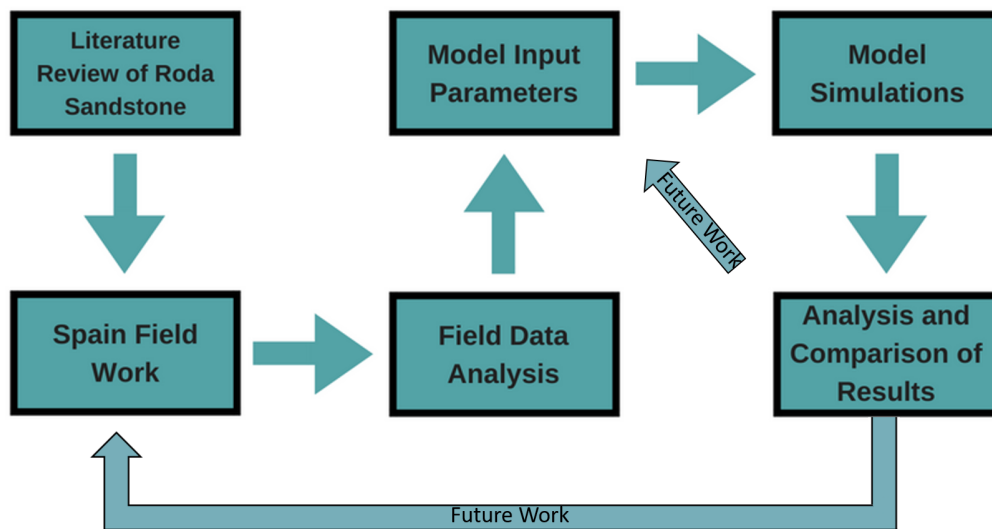 Literature
Review of Roda
Sandstone
Model Input
Parameters
Model
Simulations
Future Work
Spain Field
Work
Field Data
Analysis
Analysis and
Comparison of
Results
Future Work